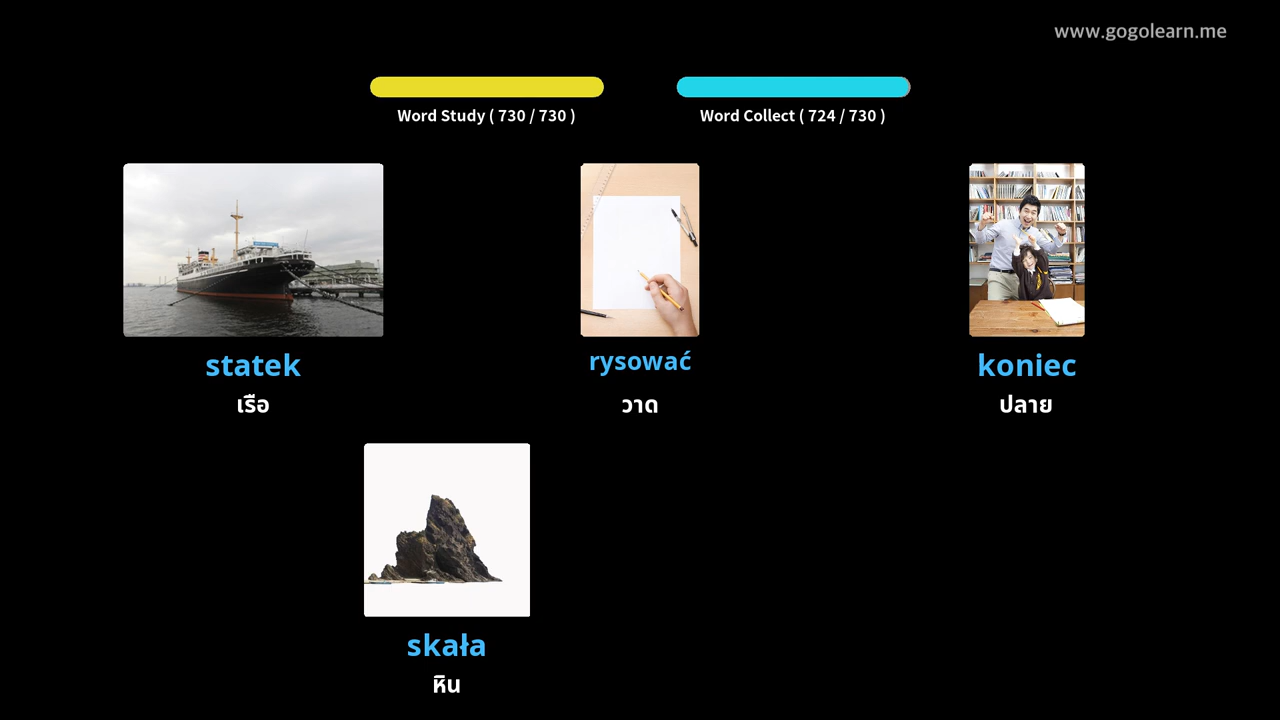 www.gogolearn.me
Word Study ( 730 / 730 )
Word Collect ( 724 / 730 )
statek
เรือ
rysować
วาด
koniec
ปลาย
skała
หิน